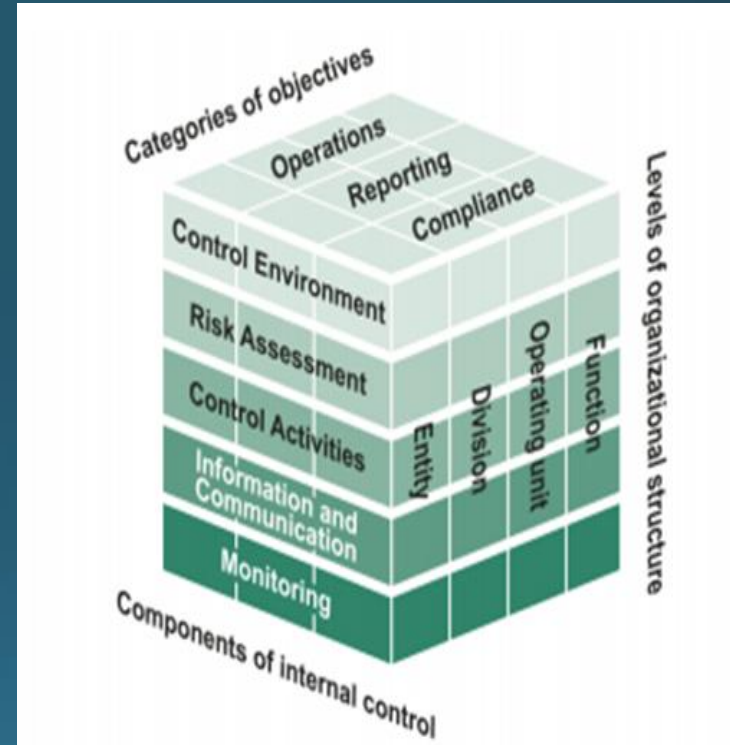 Categories of objectives
Operations
Reporting
Compliance
Control Environment
Risk Assessment
Control Activities
Information and
Communication
Monitoring
Components of internal control
Entity
Division
Operating unit
Function
Levels of organizational structure